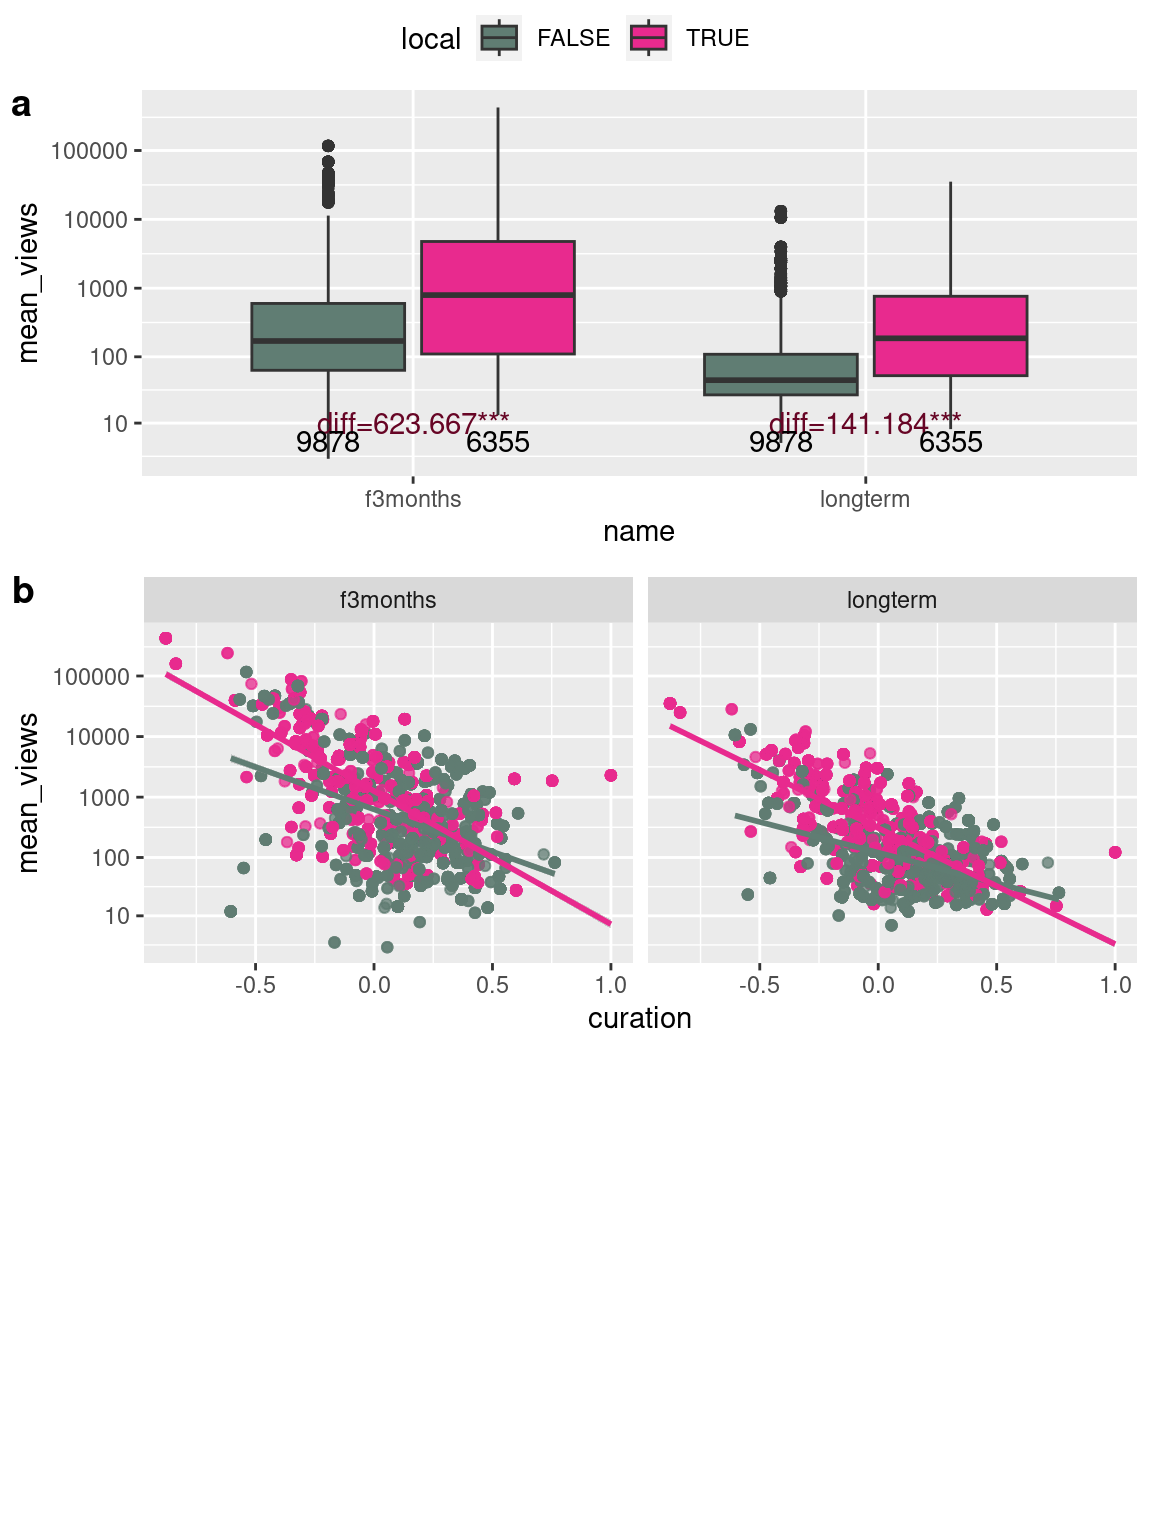 local FALSE TRUE
a
100000
10000
1000
100
10
mean_views
diff=623.667*** diff=141.184***
9878 6355 9878 6355
f3months longterm
name
b
f3months longterm
100000
10000
1000
100
10
mean_views
-0.5 0.0 0.5 1.0 -0.5 0.0 0.5 1.0
curation